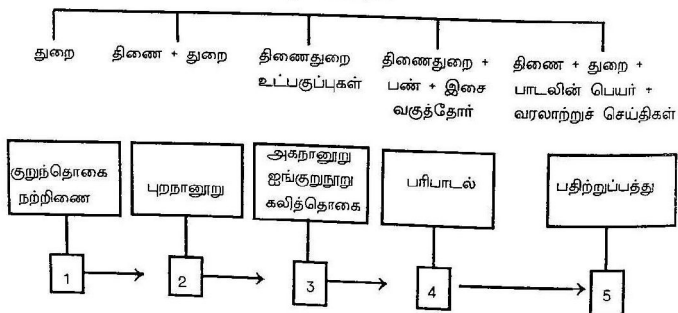 துறை
திணை + துறை
திணைதுறை
உட்பகுப்புகள்
திணைதுறை +
பண் + இசை
வகுத்தோர்
திணை + துறை +
பாடலின் பெயர் +
வரலாற்றுச் செய்திகள்
குறுந்தொகை
நற்றிணை
புறநானூறு
அகநானூறு
ஐங்குறுநூறு
கலித்தொகை
பரிபாடல்
பதிற்றுப்பத்து
1
2
3
4
5